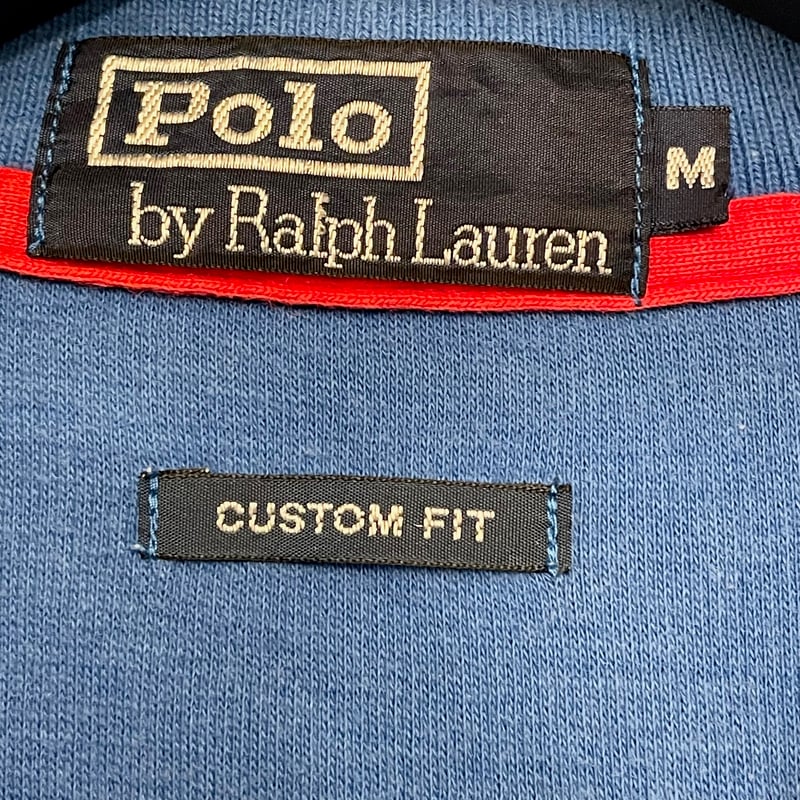 Polo
by Ralph Lauren
M
CUSTOM FIT